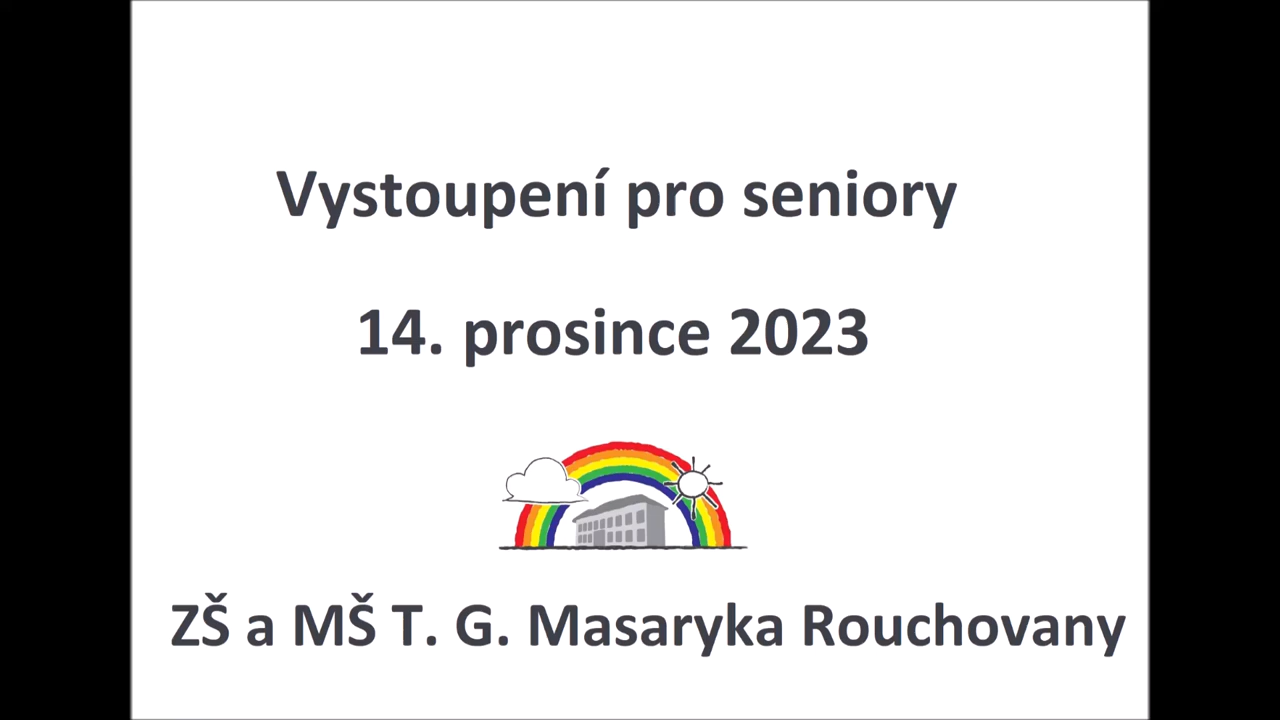 Vystoupení pro seniory
14. prosince 2023
ZŠ a MŠ T. G. Masaryka Rouchovany